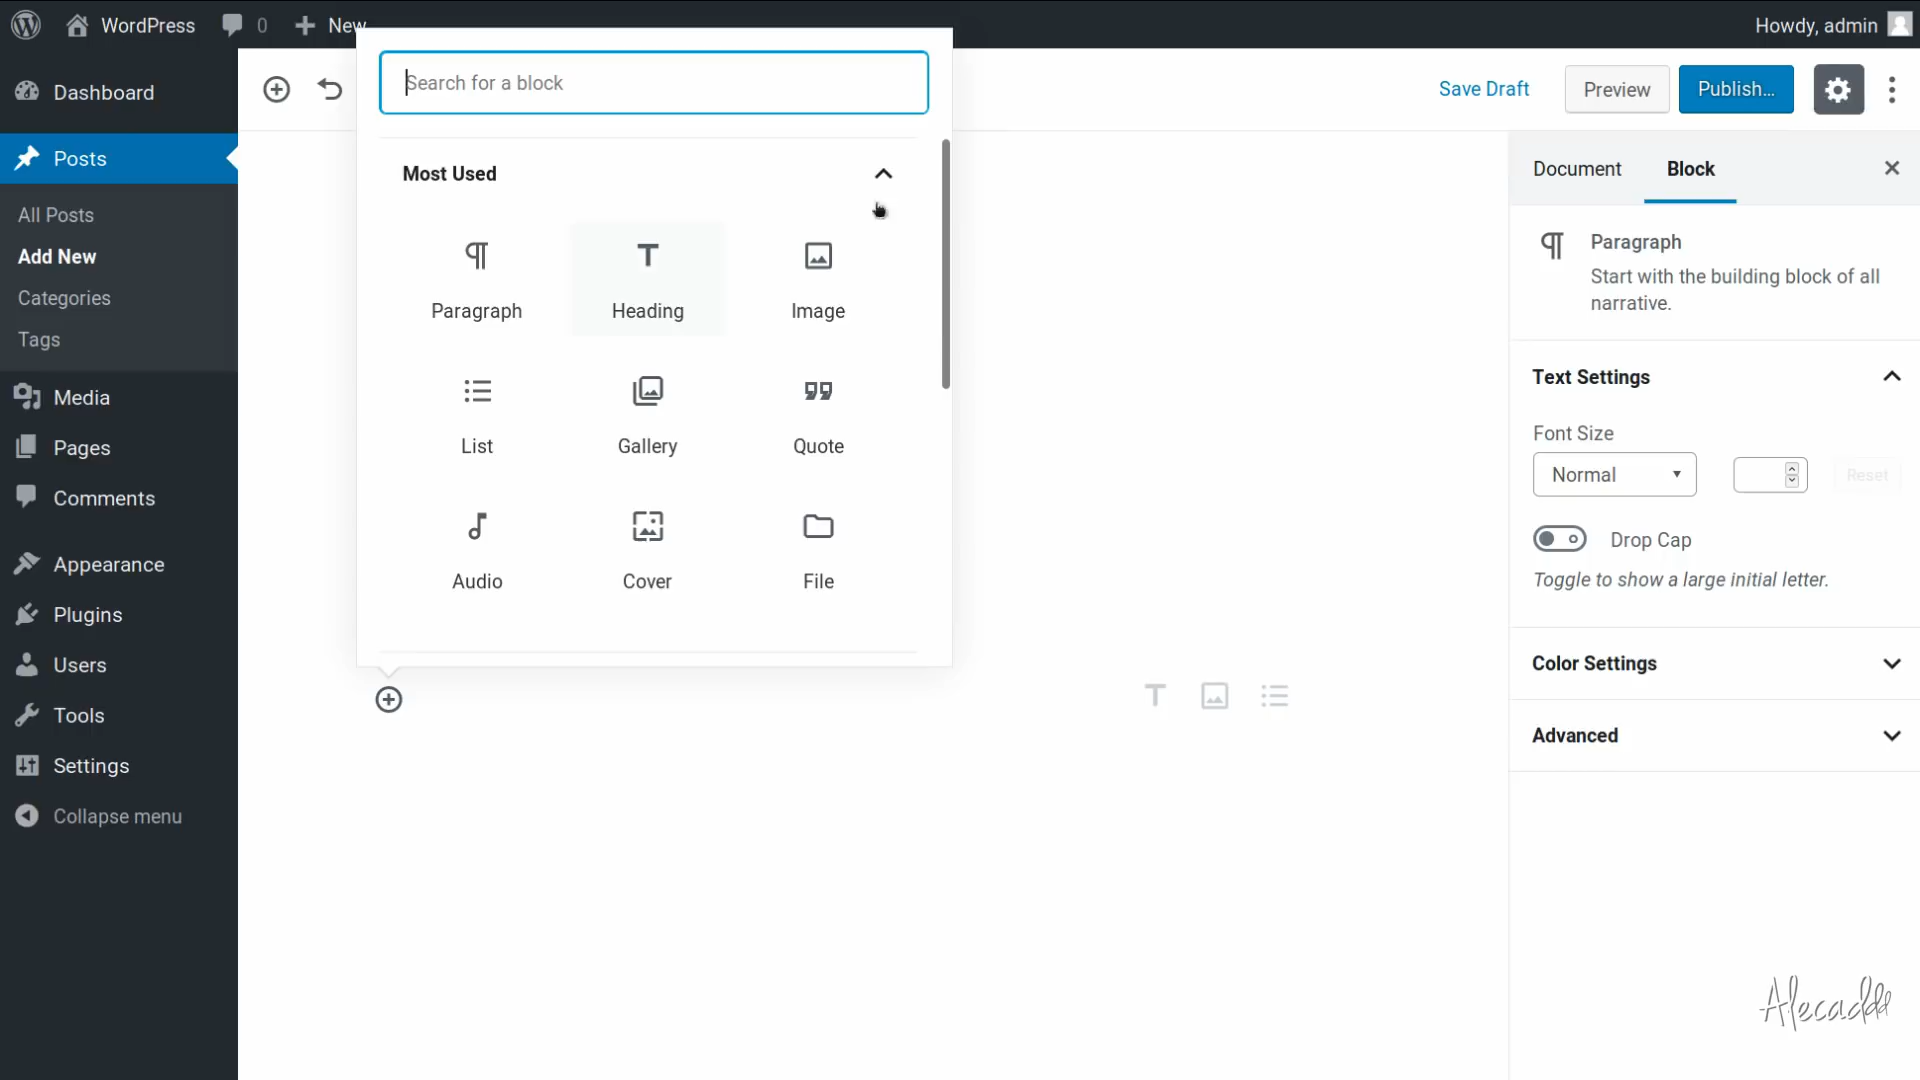 WordPress 0 New Howdy, admin
Search for a block
Dashboard
Save Draft Preview Publish...
Posts
All Posts
Add New
Categories
Tags
Media
Pages
Comments
Appearance
Plugins
Users
Tools
Settings
Collapse menu
Most Used
Paragraph Heading Image
List Gallery Quote
Audio Cover File
Document Block
Paragraph
Start with the building block of all
narrative.
Text Settings
Font Size
Normal Reset
Drop Cap
Toggle to show a large initial letter.
Color Settings
Advanced
Alecaddd